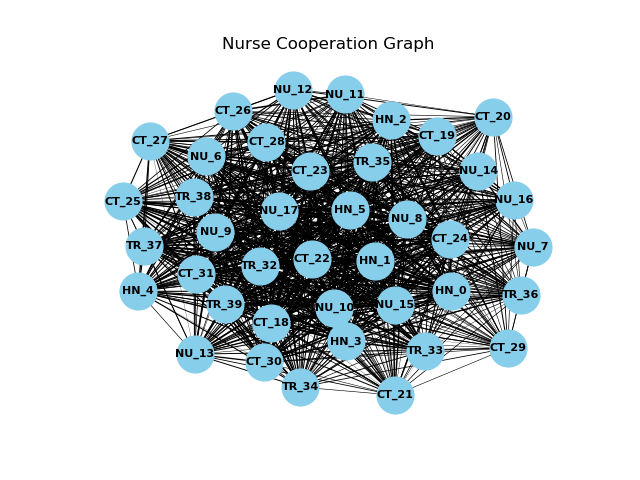 Nurse Cooperation Graph
NU_12
NU_11
CT_26
HN_2
CT_20
CT_19
CT_27
CT_28
NU_6
TR_35
CT_23
NU_14
TR_38
NU_16
CT_25
NU_17
HN_5
NU_8
NU_9
CT_24
TR_37
NU_7
CT_22
HN_1
TR_32
CT_31
HN_4
HN_0
TR_36
TR_39
NU_10
NU_15
CT_18
HN_3
CT_29
TR_33
NU_13
CT_30
TR_34
CT_21